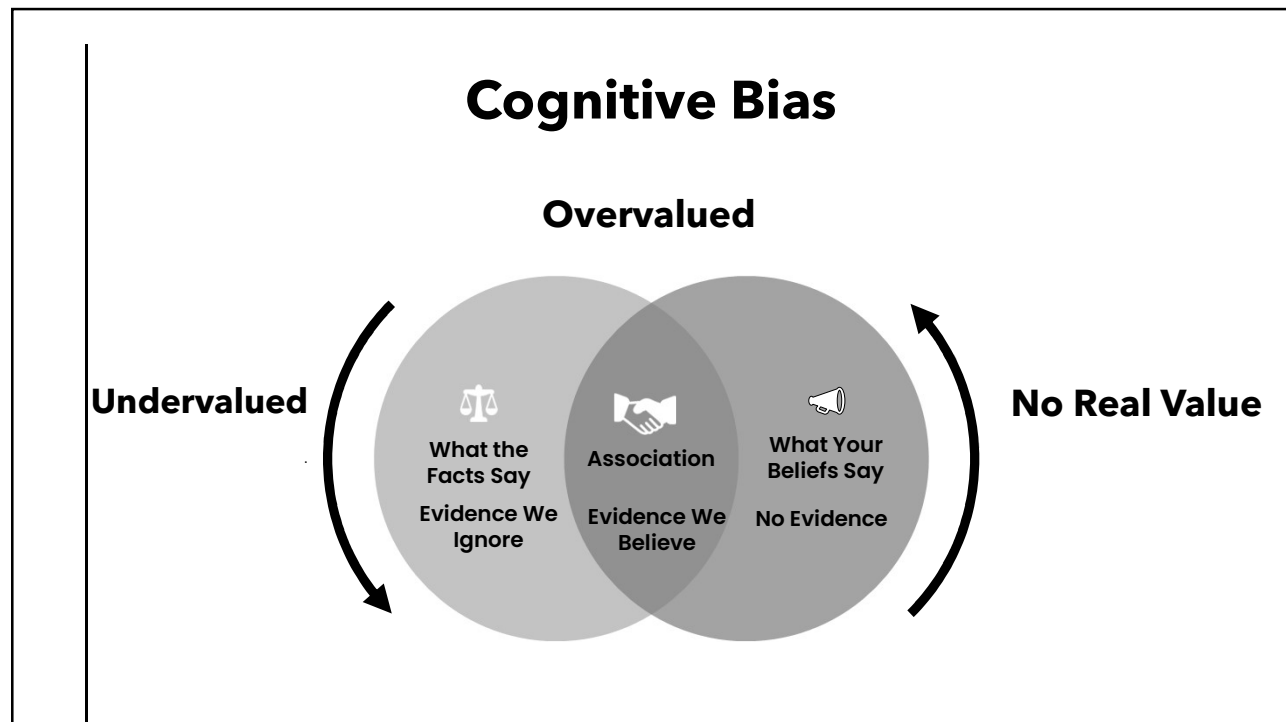 Cognitive Bias
Overvalued
Undervalued
No Real Value
What the
Facts Say
Evidence We
Ignore
Association
Evidence We
Believe
What Your
Beliefs Say
No Evidence